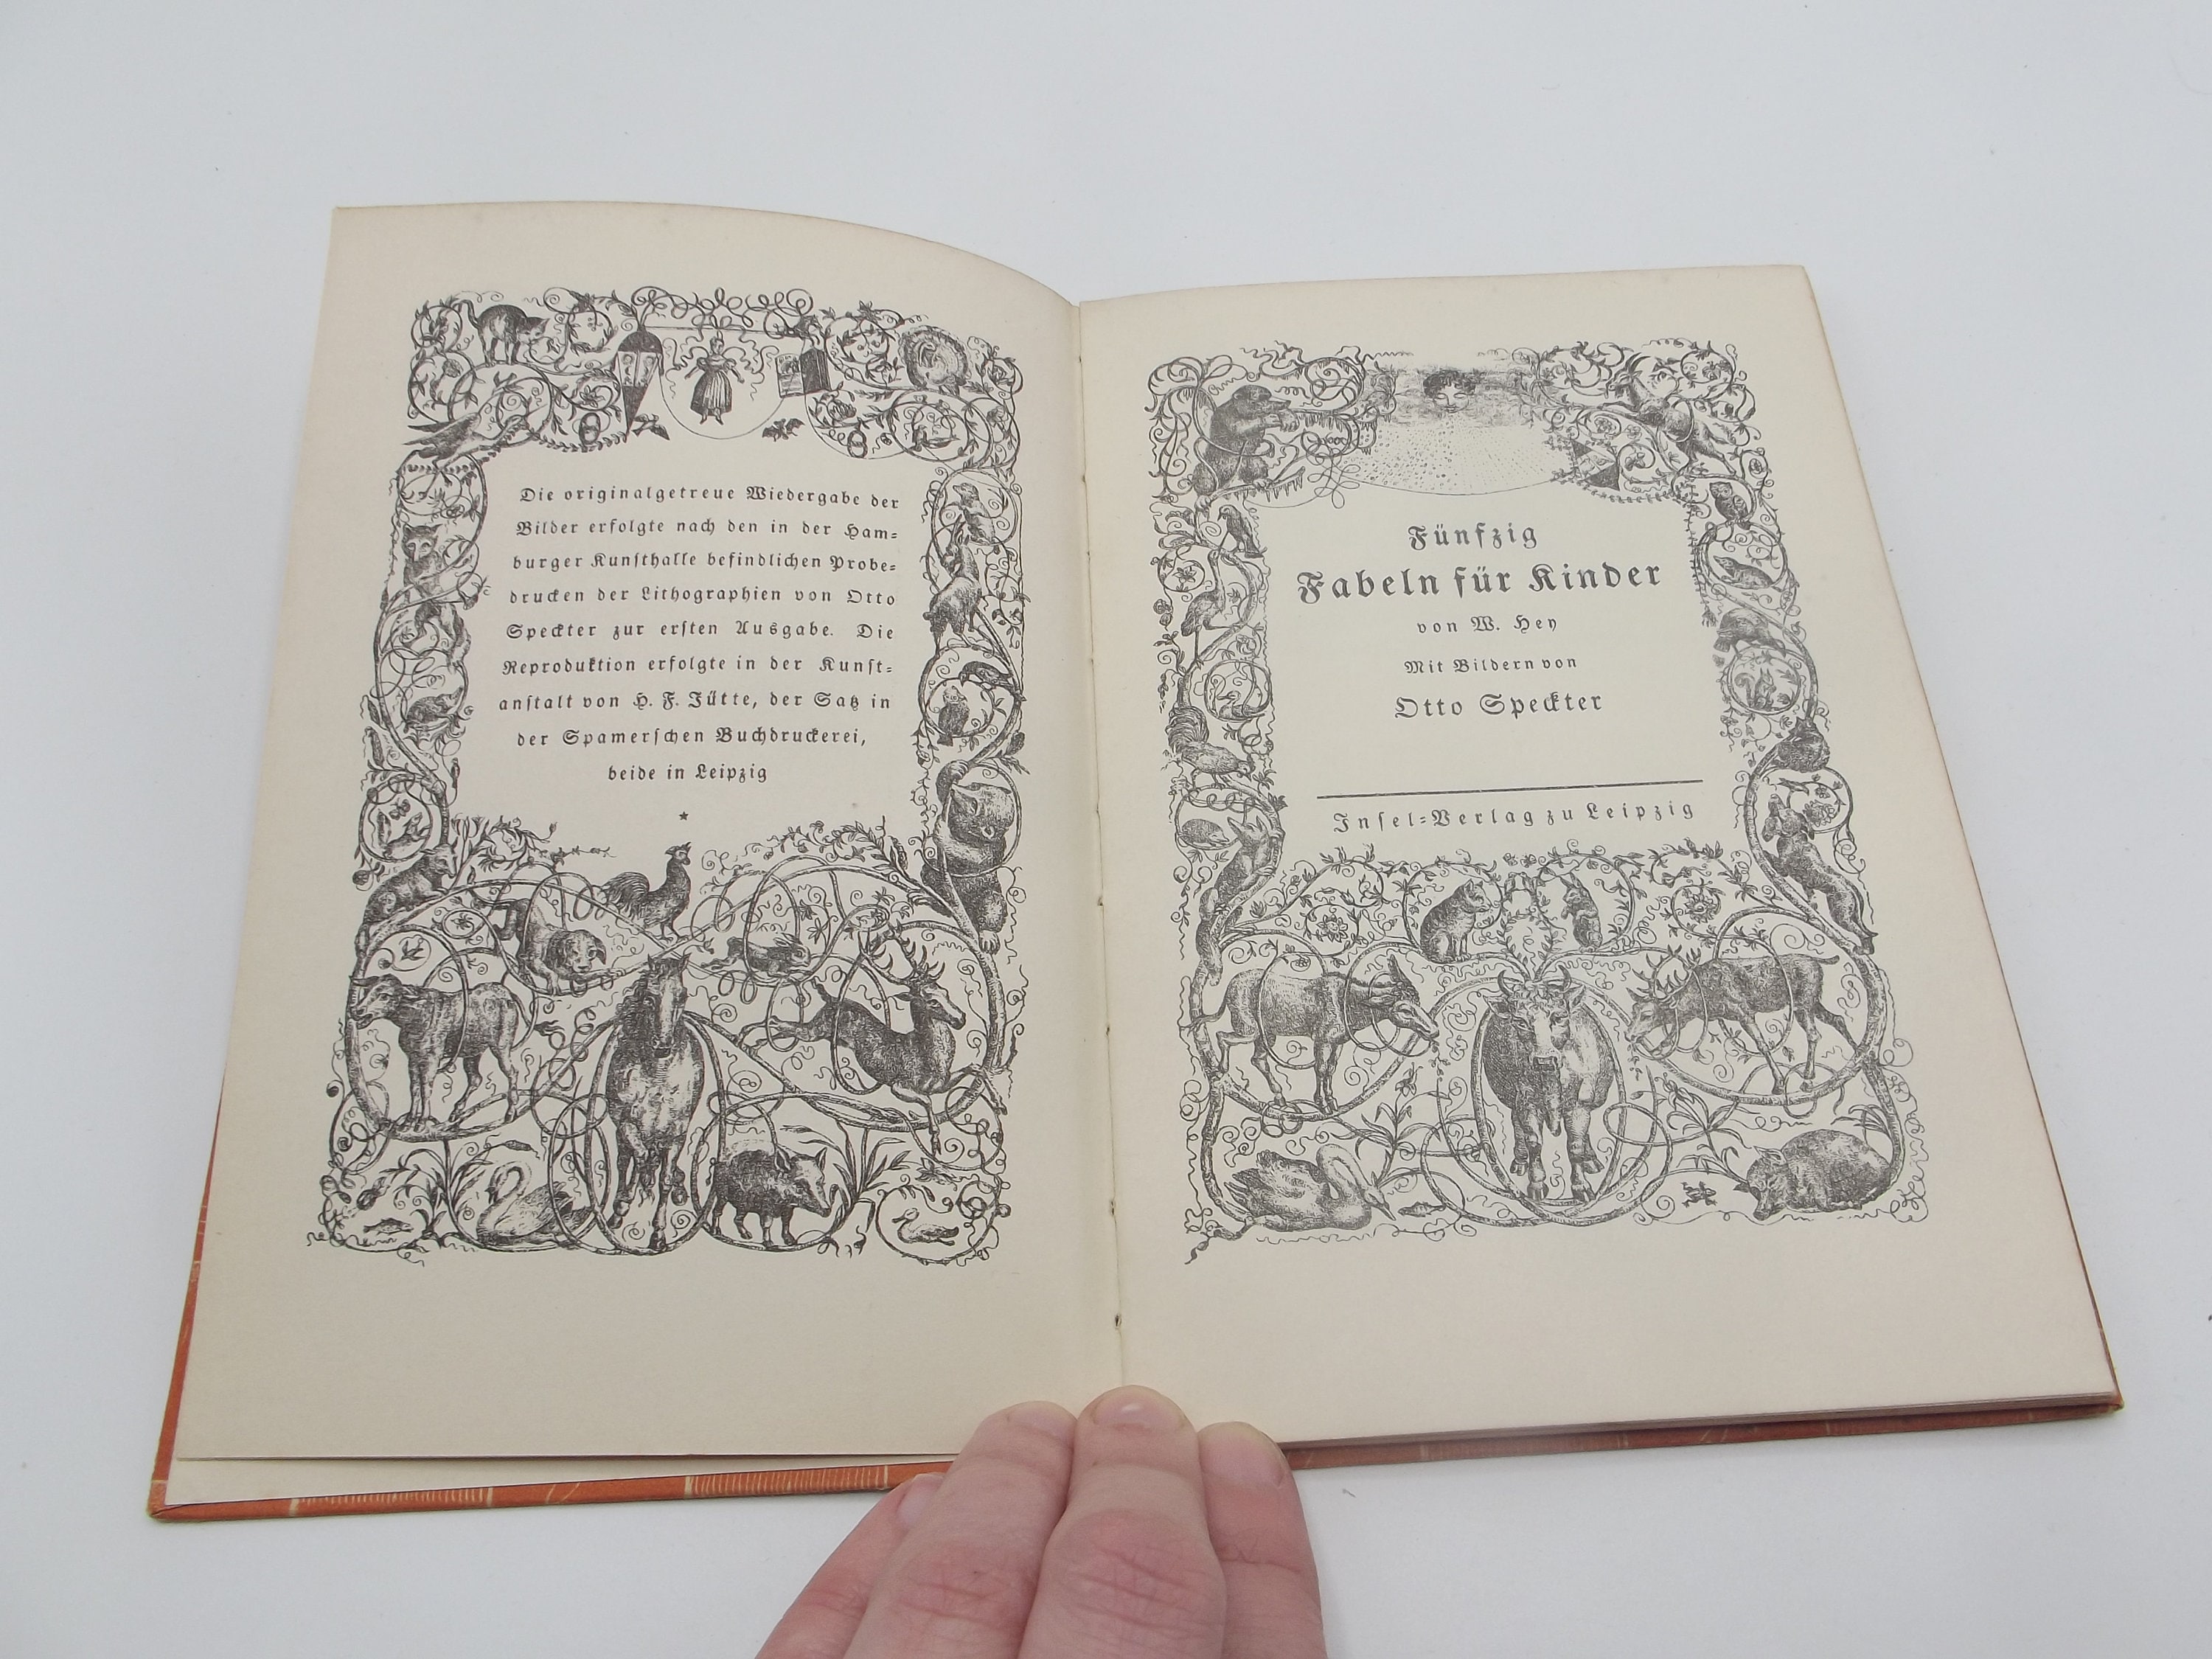 Die originalgetreue Wiedergabe der
Bilder erfolgte nach den in der Ham-
burger Kunsthalle befindlichen Probe-
drucken der Lithographien von Otto
Speckter zur ersten Ausgabe. Die
Reproduktion erfolgte in der Kunst-
anstalt von H. F. Jütte, der Satz in
der Spamerschen Buchdruckerei,
beide in Leipzig
Fünfzig
Fabeln für Kinder
von W. Hey
Mit Bildern von
Otto Speckter
Insel-Verlag zu Leipzig